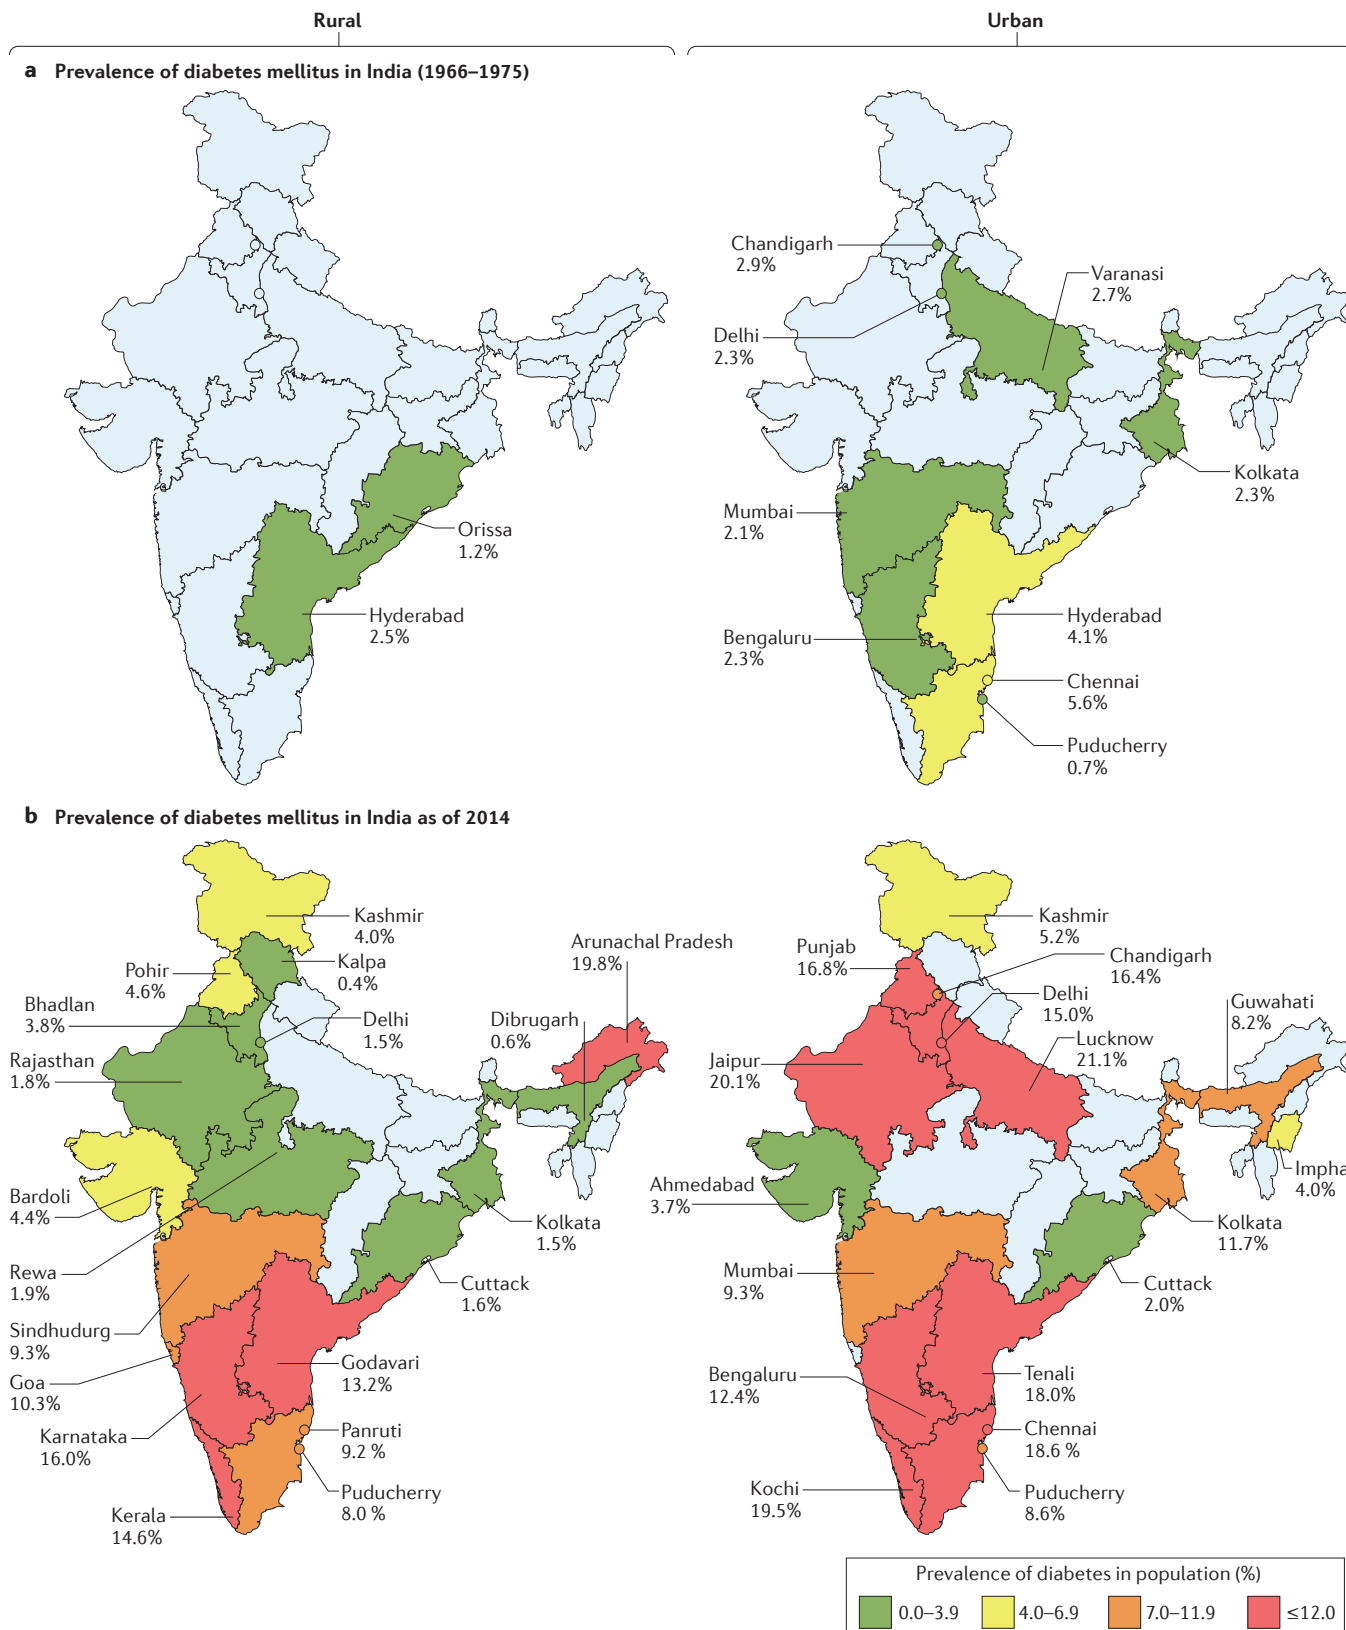 Rural
Urban
a Prevalence of diabetes mellitus in India (1966–1975)
Orissa
1.2%
Hyderabad
2.5%
Chandigarh
2.9%
Varanasi
2.7%
Delhi
2.3%
Kolkata
2.3%
Mumbai
2.1%
Hyderabad
4.1%
Bengaluru
2.3%
Chennai
5.6%
Puducherry
0.7%
b Prevalence of diabetes mellitus in India as of 2014
Kashmir
4.0%
Arunachal Pradesh
19.8%
Pohir
4.6%
Kalpa
0.4%
Bhadlan
3.8%
Delhi
1.5%
Dibrugarh
0.6%
Rajasthan
1.8%
Bardoli
4.4%
Kolkata
1.5%
Rewa
1.9%
Cuttack
1.6%
Sindhudurg
9.3%
Godavari
13.2%
Goa
10.3%
Karnataka
16.0%
Panruti
9.2 %
Puducherry
8.0 %
Kerala
14.6%
Kashmir
5.2%
Punjab
16.8%
Chandigarh
16.4%
Delhi
15.0%
Guwahati
8.2%
Lucknow
21.1%
Jaipur
20.1%
Imphal
4.0%
Ahmedabad
3.7%
Kolkata
11.7%
Mumbai
9.3%
Cuttack
2.0%
Bengaluru
12.4%
Tenali
18.0%
Chennai
18.6 %
Kochi
19.5%
Puducherry
8.6%
Prevalence of diabetes in population (%)
0.0–3.9 4.0–6.9 7.0–11.9 ≤12.0